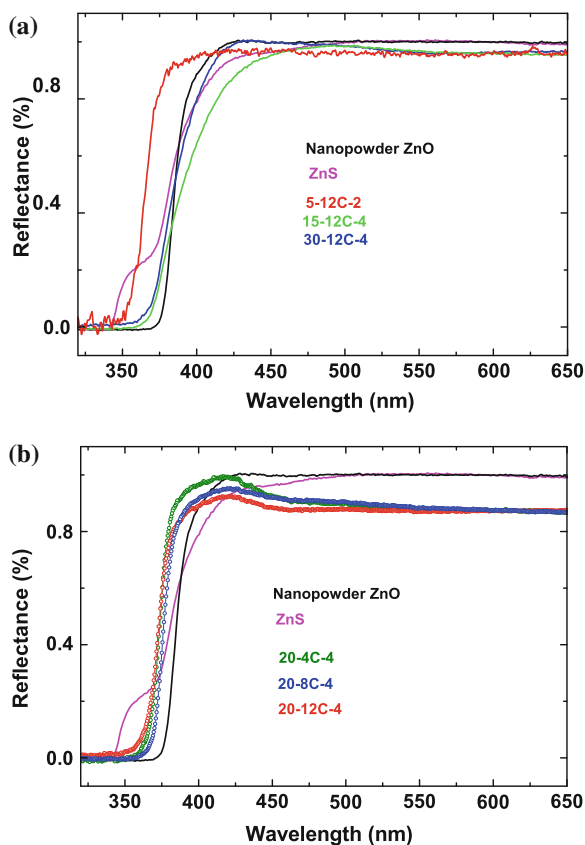 (a)
Reflectance (%)
0.8
0.4
0.0
Nanopowder ZnO
ZnS
5-12C-2
15-12C-4
30-12C-4
350 400 450 500 550 600 650
Wavelength (nm)
(b)
Reflectance (%)
0.8
0.4
0.0
Nanopowder ZnO
ZnS
20-4C-4
20-8C-4
20-12C-4
350 400 450 500 550 600 650
Wavelength (nm)